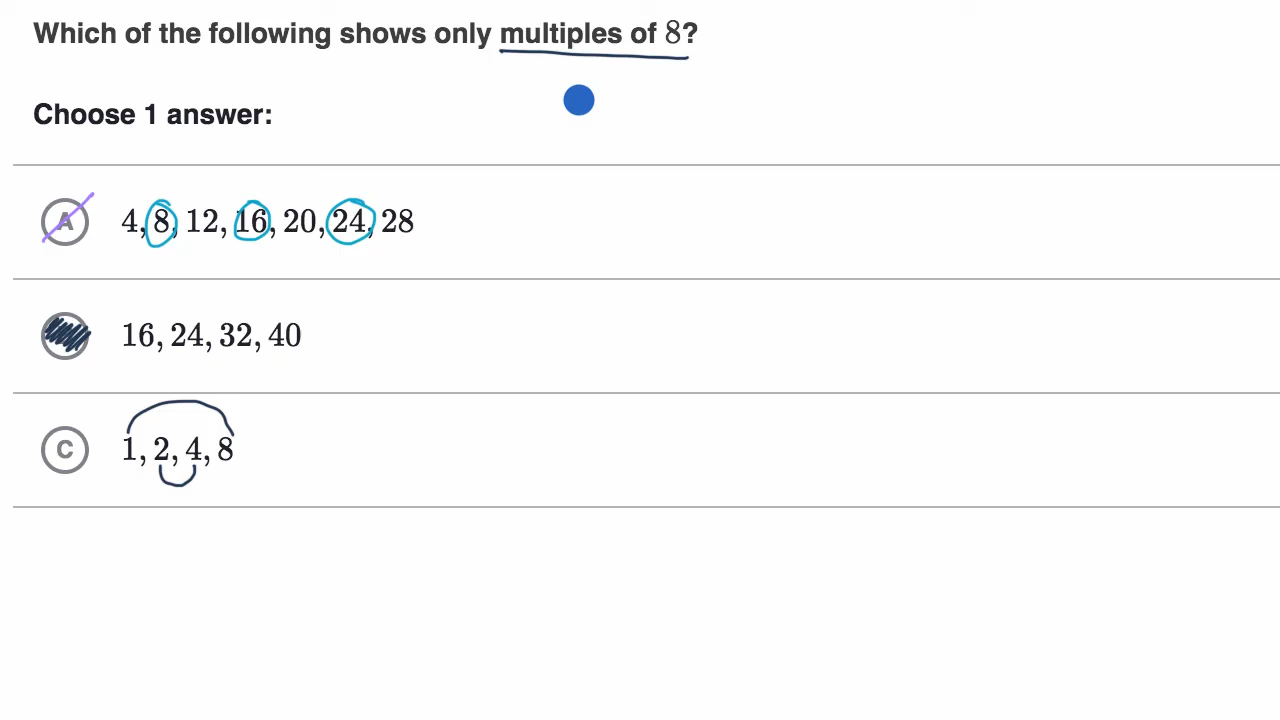 Which of the following shows only multiples of 8?
Choose 1 answer:
A 4, 8, 12, 16, 20, 24, 28
16, 24, 32, 40
C 1, 2, 4, 8